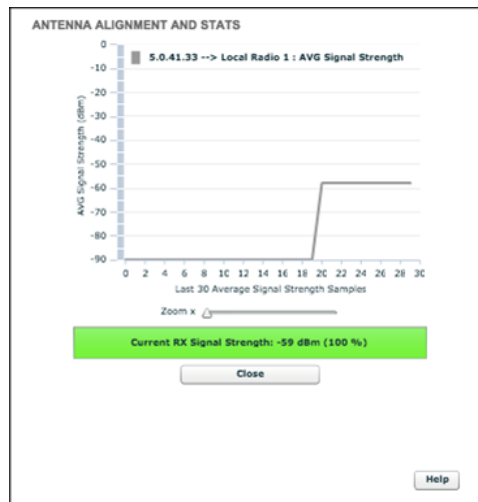 ANTENNA ALIGNMENT AND STATS
5.0.41.33 --> Local Radio 1 : AVG Signal Strength
AVG Signal Strength (dBm)
0
-10
-20
-30
-40
-50
-60
-70
-80
-90
0 2 4 6 8 10 12 14 16 18 20 22 24 26 28 30
Last 30 Average Signal Strength Samples
Zoom x
Current RX Signal Strength: -59 dBm (100 %)
Close
Help